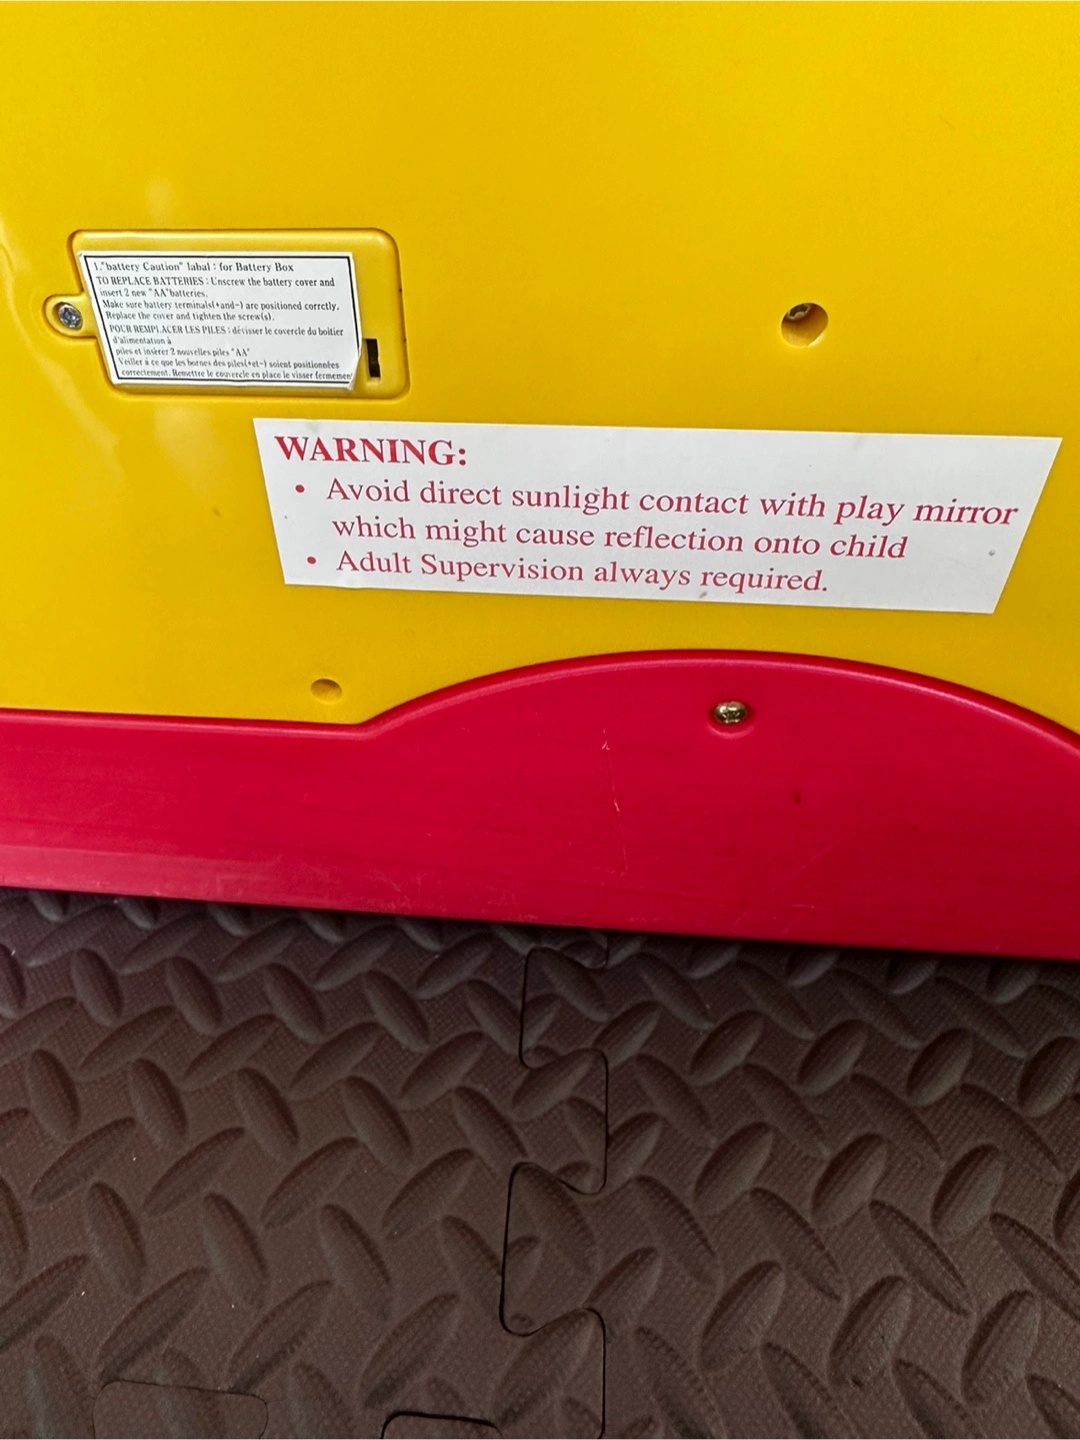 1."battery Caution" labal : for Battery Box
TO REPLACE BATTERIES : Unscrew the battery cover and
insert 2 new "AA"batteries.
Make sure battery terminals(+and-) are positioned corrctly.
Replace the cover and tighten the screw(s).
POUR REMPLACER LES PILES : dévisser le covercle du boîtier
d'alimentation à
piles et insérer 2 nouvelles piles "AA"
Veiller à ce que les bornes des piles(+et-) soient positionnées
correctement. Remettre le couvercle en place le visser fermemen
WARNING:
• Avoid direct sunlight contact with play mirror
which might cause reflection onto child
• Adult Supervision always required.